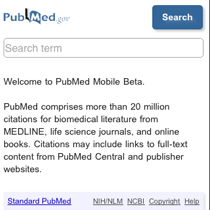 PubMed.gov
Search
Search term
Welcome to PubMed Mobile Beta.
PubMed comprises more than 20 million
citations for biomedical literature from
MEDLINE, life science journals, and online
books. Citations may include links to full-text
content from PubMed Central and publisher
websites.
Standard PubMed NIH/NLM NCBI Copyright Help